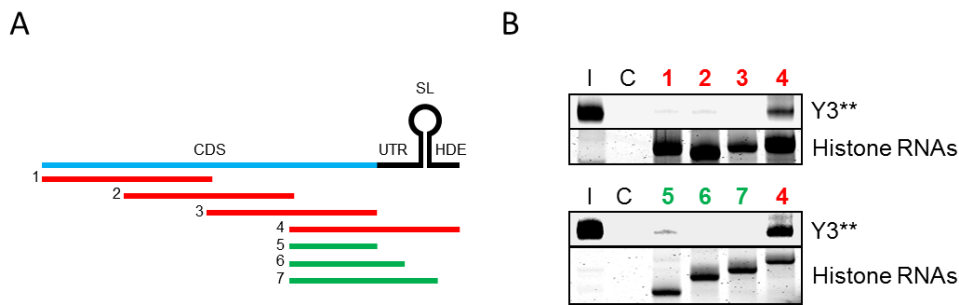 A
B
SL
CDS
UTR
HDE
1
2
3
4
5
6
7
I C 1 2 3 4
Y3**
Histone RNAs
I C 5 6 7 4
Y3**
Histone RNAs